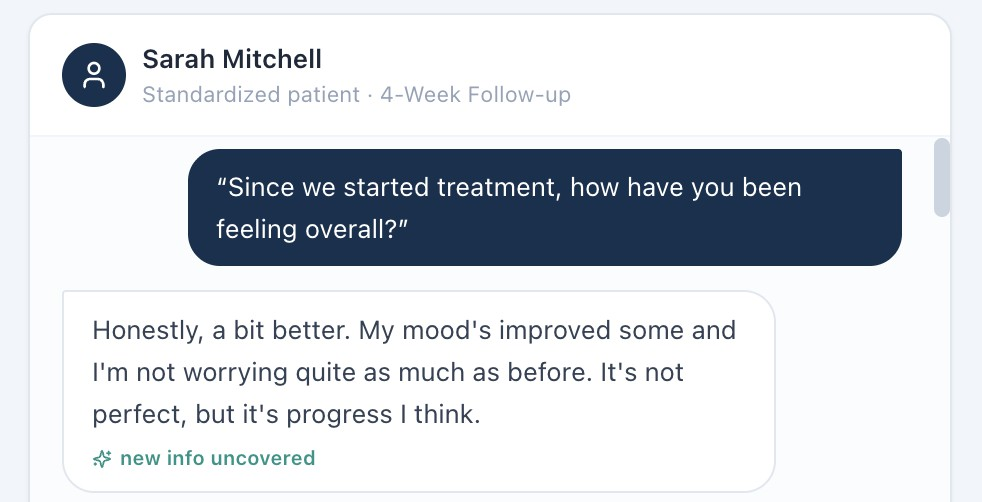 Sarah Mitchell
Standardized patient · 4-Week Follow-up
“Since we started treatment, how have you been
feeling overall?”
Honestly, a bit better. My mood's improved some and
I'm not worrying quite as much as before. It's not
perfect, but it's progress I think.
new info uncovered